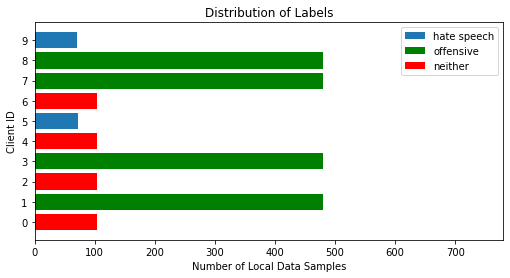 Distribution of Labels
hate speech
offensive
neither
Client ID
9
8
7
6
5
4
3
2
1
0
0 100 200 300 400 500 600 700
Number of Local Data Samples